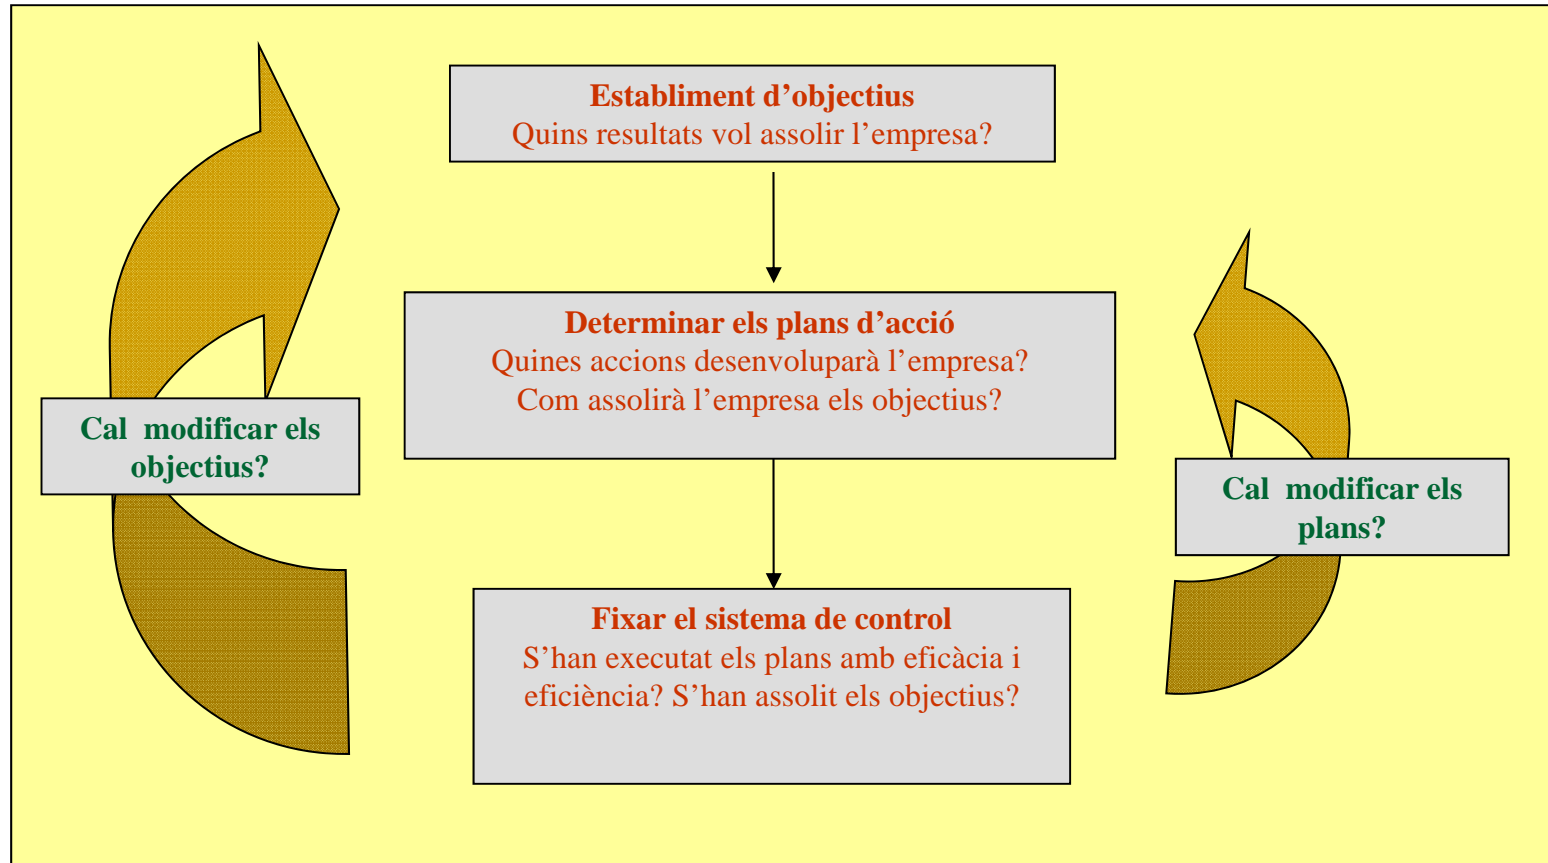 Establiment d’objectius
Quins resultats vol assolir l’empresa?
Determinar els plans d’acció
Quines accions desenvoluparà l’empresa?
Com assolirà l’empresa els objectius?
Cal  modificar els
objectius?
Cal  modificar els
plans?
Fixar el sistema de control
S’han executat els plans amb eficàcia i
eficiència? S’han assolit els objectius?